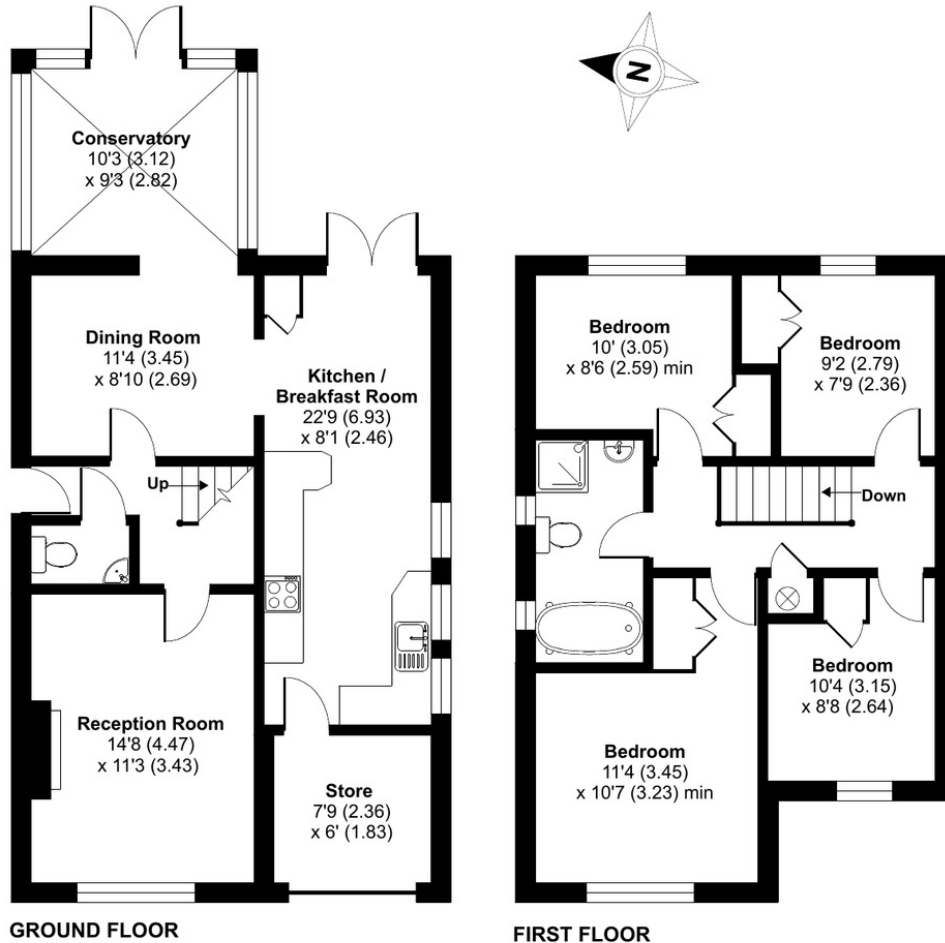 N
Conservatory
10'3 (3.12)
x 9'3 (2.82)
Dining Room
11'4 (3.45)
x 8'10 (2.69)
Kitchen /
Breakfast Room
22'9 (6.93)
x 8'1 (2.46)
Up
Reception Room
14'8 (4.47)
x 11'3 (3.43)
Store
7'9 (2.36)
x 6' (1.83)
GROUND FLOOR
Bedroom
10' (3.05)
x 8'6 (2.59) min
Bedroom
9'2 (2.79)
x 7'9 (2.36)
Down
Bedroom
10'4 (3.15)
x 8'8 (2.64)
Bedroom
11'4 (3.45)
x 10'7 (3.23) min
FIRST FLOOR